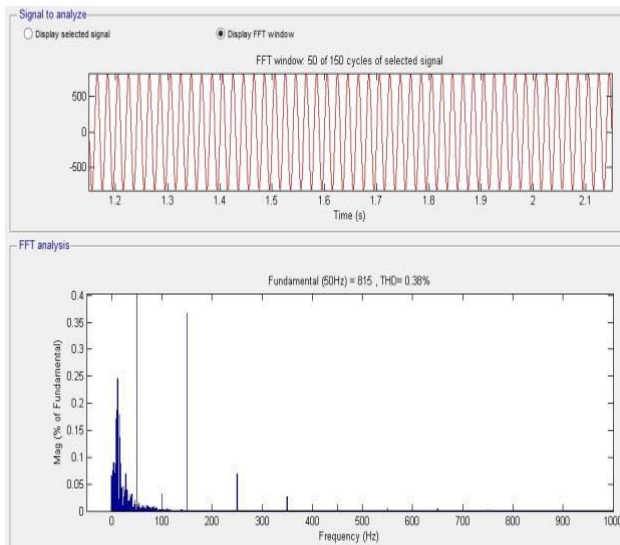 Signal to analyze
Display selected signal
Display FFT window
FFT window: 50 of 150 cycles of selected signal
500
0
-500
1.2 1.3 1.4 1.5 1.6 1.7 1.8 1.9 2 2.1
Time (s)
FFT analysis
Fundamental (50Hz) = 815 , THD= 0.38%
0.4
0.35
0.3
0.25
0.2
0.15
0.1
0.05
0
Mag (% of Fundamental)
0 100 200 300 400 500 600 700 800 900 1000
Frequency (Hz)